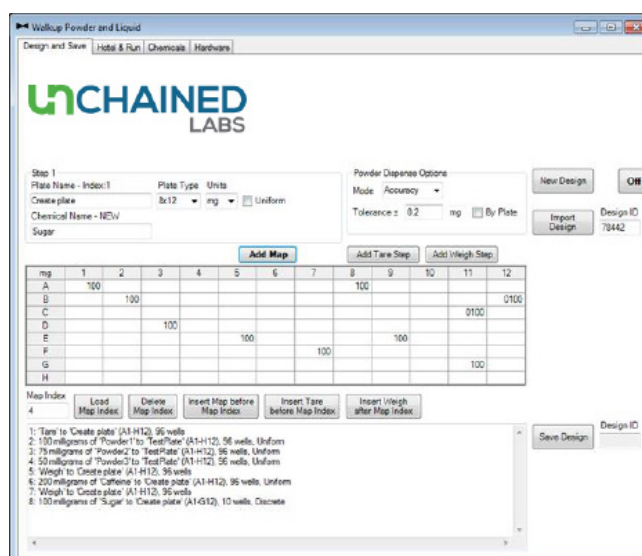 Walkup Powder and Liquid
Design and Save Hotel & Run Chemicals Hardware
UNCHAINED
LABS
Step 1
Plate Name - Index:1 Plate Type Units
Create plate 8x12 mg Uniform
Chemical Name - NEW
Sugar
Powder Dispense Options
Mode Accuracy
Tolerance ± 0.2 mg By Plate
New Design Off
Import Design Design ID
78442
Add Map Add Tare Step Add Weigh Step
mg 1 2 3 4 5 6 7 8 9 10 11 12
A 100 100
B 100 0100
C 0100
D 100
E 100 100
F 100
G 100
H
Map Index
4 Load Map Index Delete Map Index Insert Map before Map Index Insert Tare before Map Index Insert Weigh after Map Index
1: 'Tare' to 'Create plate' (A1-H12), 96 wells
2: 100 milligrams of 'Powder1' to 'TestPlate' (A1-H12), 96 wells, Uniform
3: 75 milligrams of 'Powder2' to 'TestPlate' (A1-H12), 96 wells, Uniform
4: 50 milligrams of 'Powder3' to 'TestPlate' (A1-H12), 96 wells, Uniform
5: 'Weigh' to 'Create plate' (A1-H12), 96 wells
6: 200 milligrams of 'Caffeine' to 'Create plate' (A1-H12), 96 wells, Uniform
7: 'Weigh' to 'Create plate' (A1-H12), 96 wells
8: 100 milligrams of 'Sugar' to 'Create plate' (A1-G12), 10 wells, Discrete
Design ID
Save Design